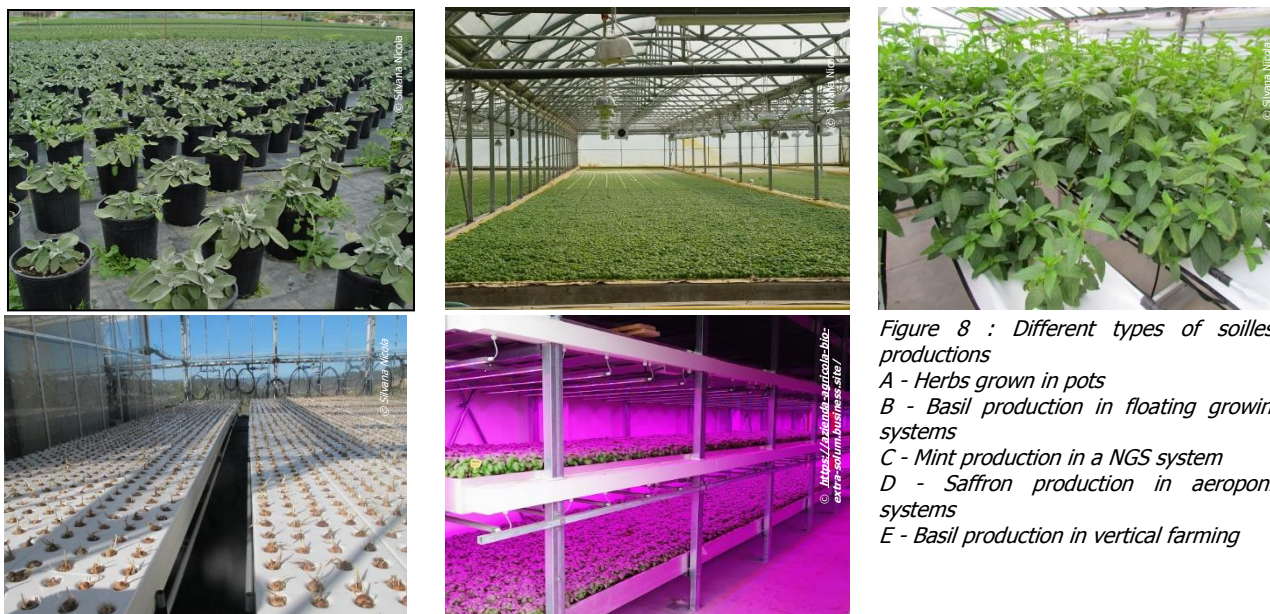 © Silvana Nicola
© Silvana Nicola
© Silvana Nicola
© Silvana Nicola
© https://azienda-agricola-bio-
extra-solum.business.site/
Figure 8 : Different types of soilles
productions
A - Herbs grown in pots
B - Basil production in floating growin
systems
C - Mint production in a NGS system
D - Saffron production in aeropon
systems
E - Basil production in vertical farming